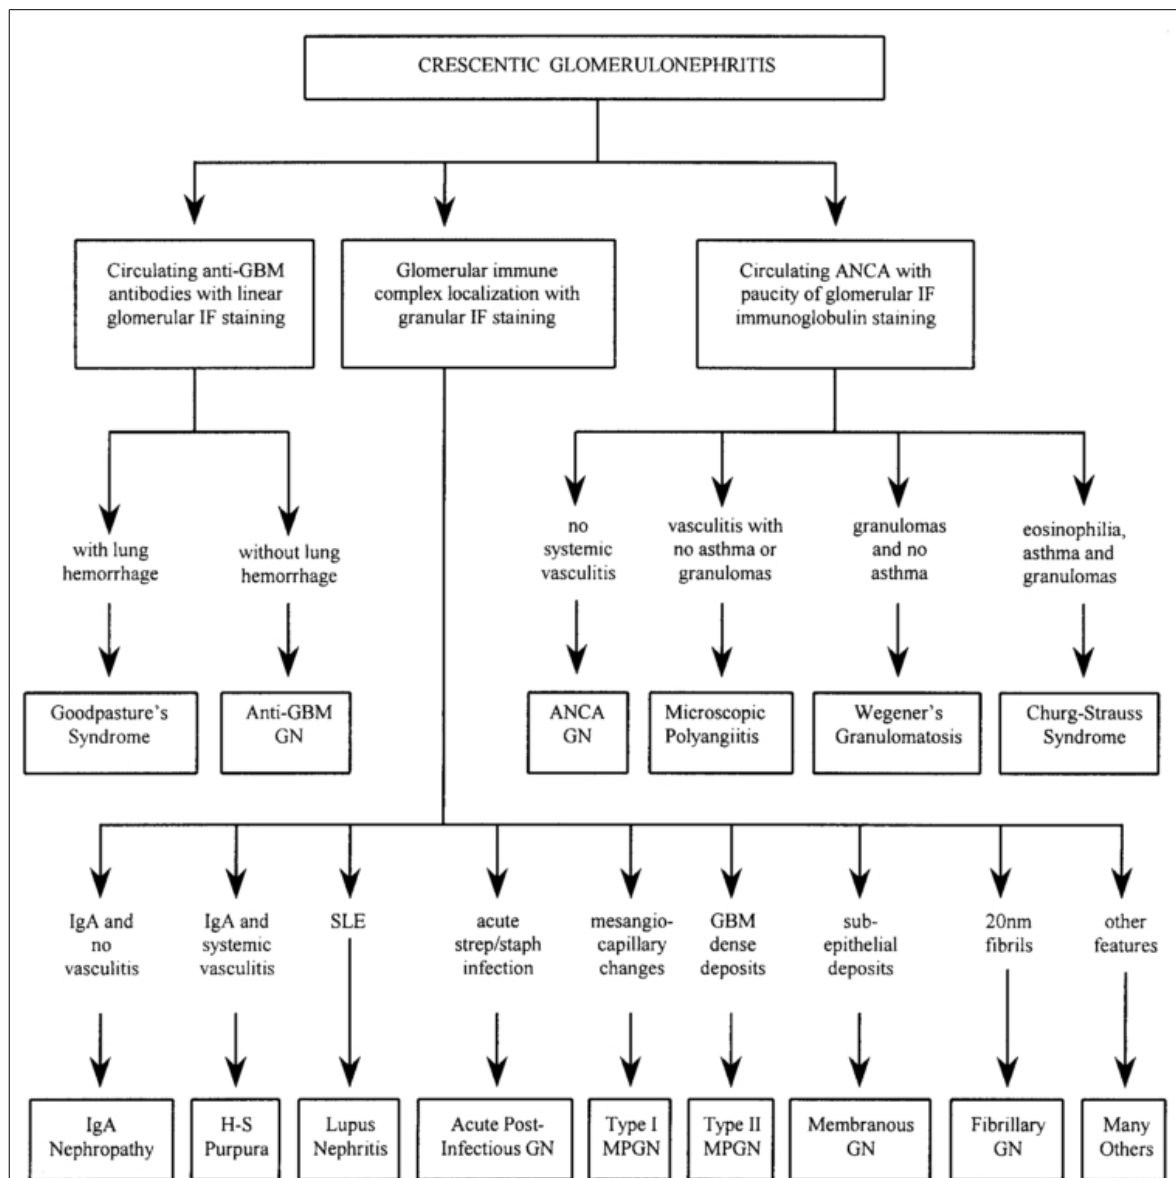 CRESCENTIC GLOMERULONEPHRITIS
Circulating anti-GBM
antibodies with linear
glomerular IF staining
Glomerular immune
complex localization with
granular IF staining
Circulating ANCA with
paucity of glomerular IF
immunoglobulin staining
with lung
hemorrhage
without lung
hemorrhage
no
systemic
vasculitis
vasculitis with
no asthma or
granulomas
granulomas
and no
asthma
eosinophilia,
asthma and
granulomas
Goodpasture's
Syndrome
Anti-GBM
GN
ANCA
GN
Microscopic
Polyangiitis
Wegener's
Granulomatosis
Churg-Strauss
Syndrome
IgA and
no
vasculitis
IgA and
systemic
vasculitis
SLE
acute
strep/staph
infection
mesangio-
capillary
changes
GBM
dense
deposits
sub-
epithelial
deposits
20nm
fibrils
other
features
IgA
Nephropathy
H-S
Purpura
Lupus
Nephritis
Acute Post-
Infectious GN
Type I
MPGN
Type II
MPGN
Membranous
GN
Fibrillary
GN
Many
Others